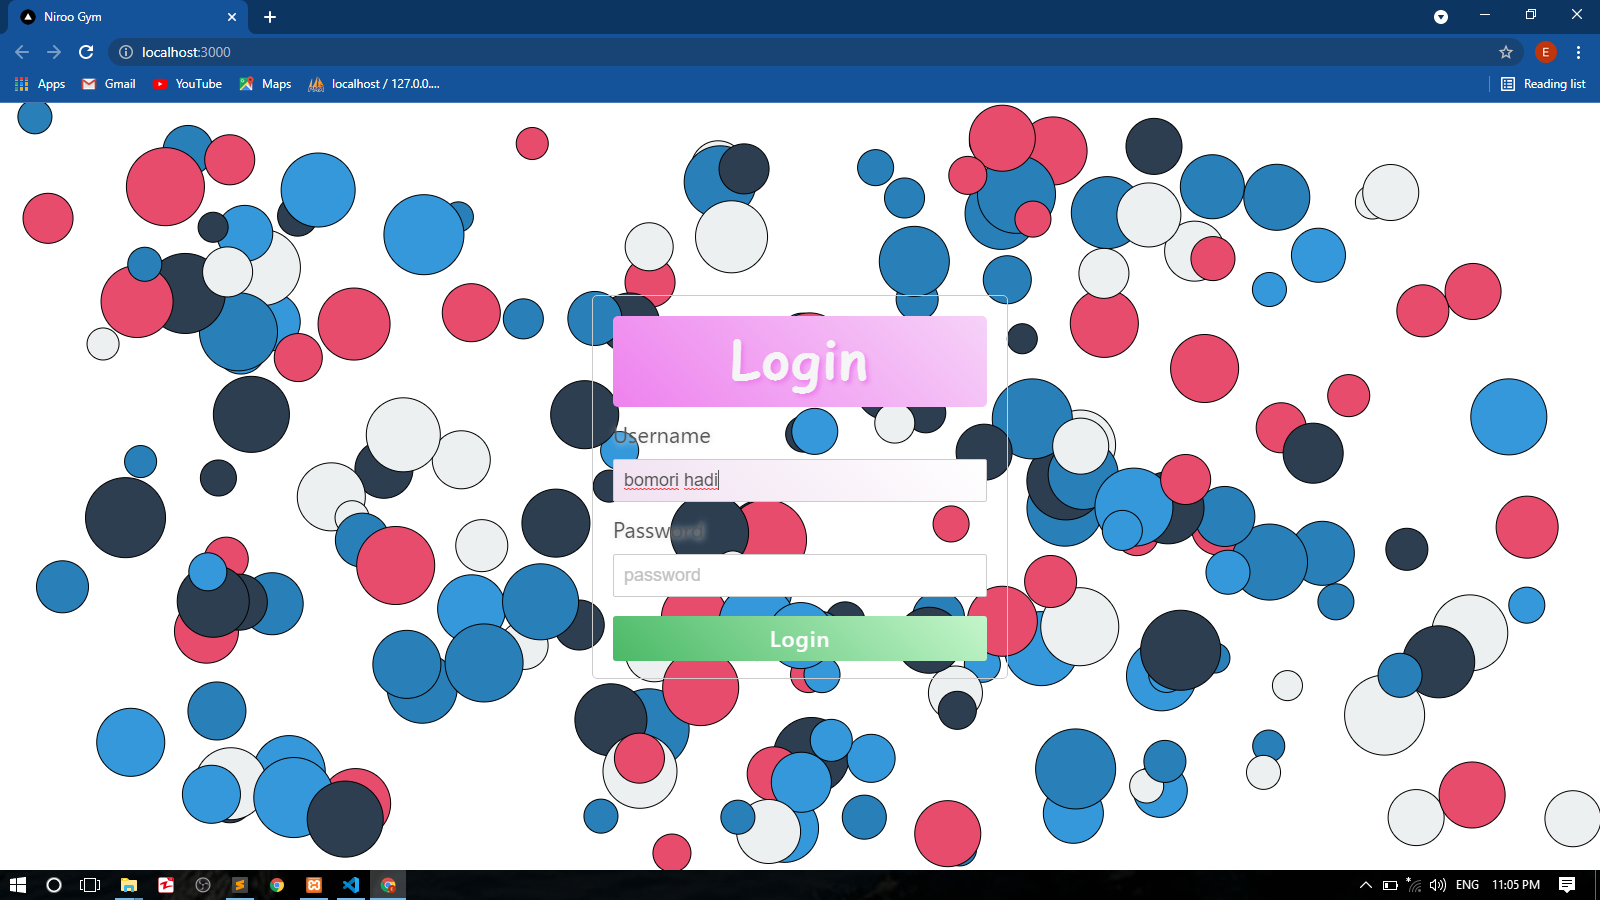 Niroo Gym
localhost:3000
E
Apps
Gmail
YouTube
Maps
localhost / 127.0.0....
Reading list
Login
Username
bomori hadi
Password
password
Login
ENG
11:05 PM